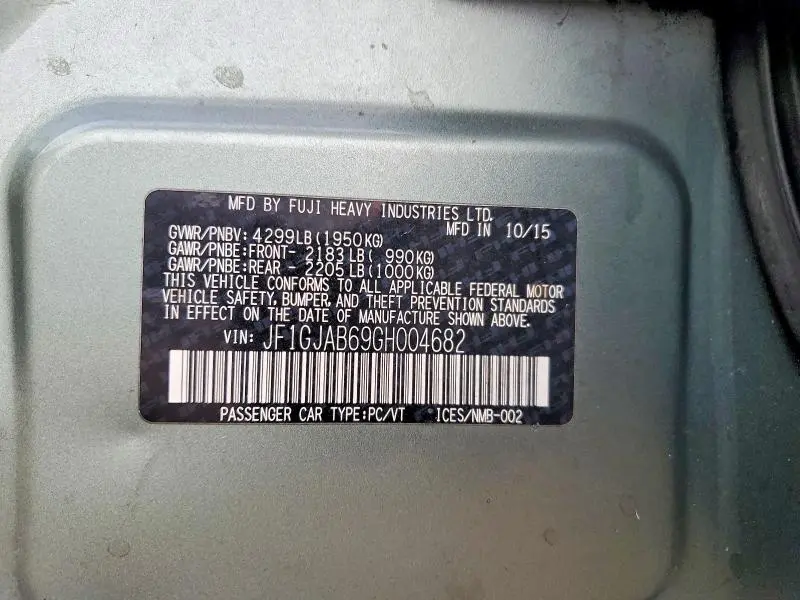 MFD BY FUJI HEAVY INDUSTRIES LTD.
GVWR/PNBV: 4299LB(1950KG) MFD IN 10/15
GAWR/PNBE:FRONT- 2183LB( 990KG)
GAWR/PNBE:REAR - 2205LB(1000KG)
THIS VEHICLE CONFORMS TO ALL APPLICABLE FEDERAL MOTOR
VEHICLE SAFETY, BUMPER, AND THEFT PREVENTION STANDARDS
IN EFFECT ON THE DATE OF MANUFACTURE SHOWN ABOVE.
VIN: JF1GJAB69GH004682
PASSENGER CAR TYPE:PC/VT ICES/NMB-002